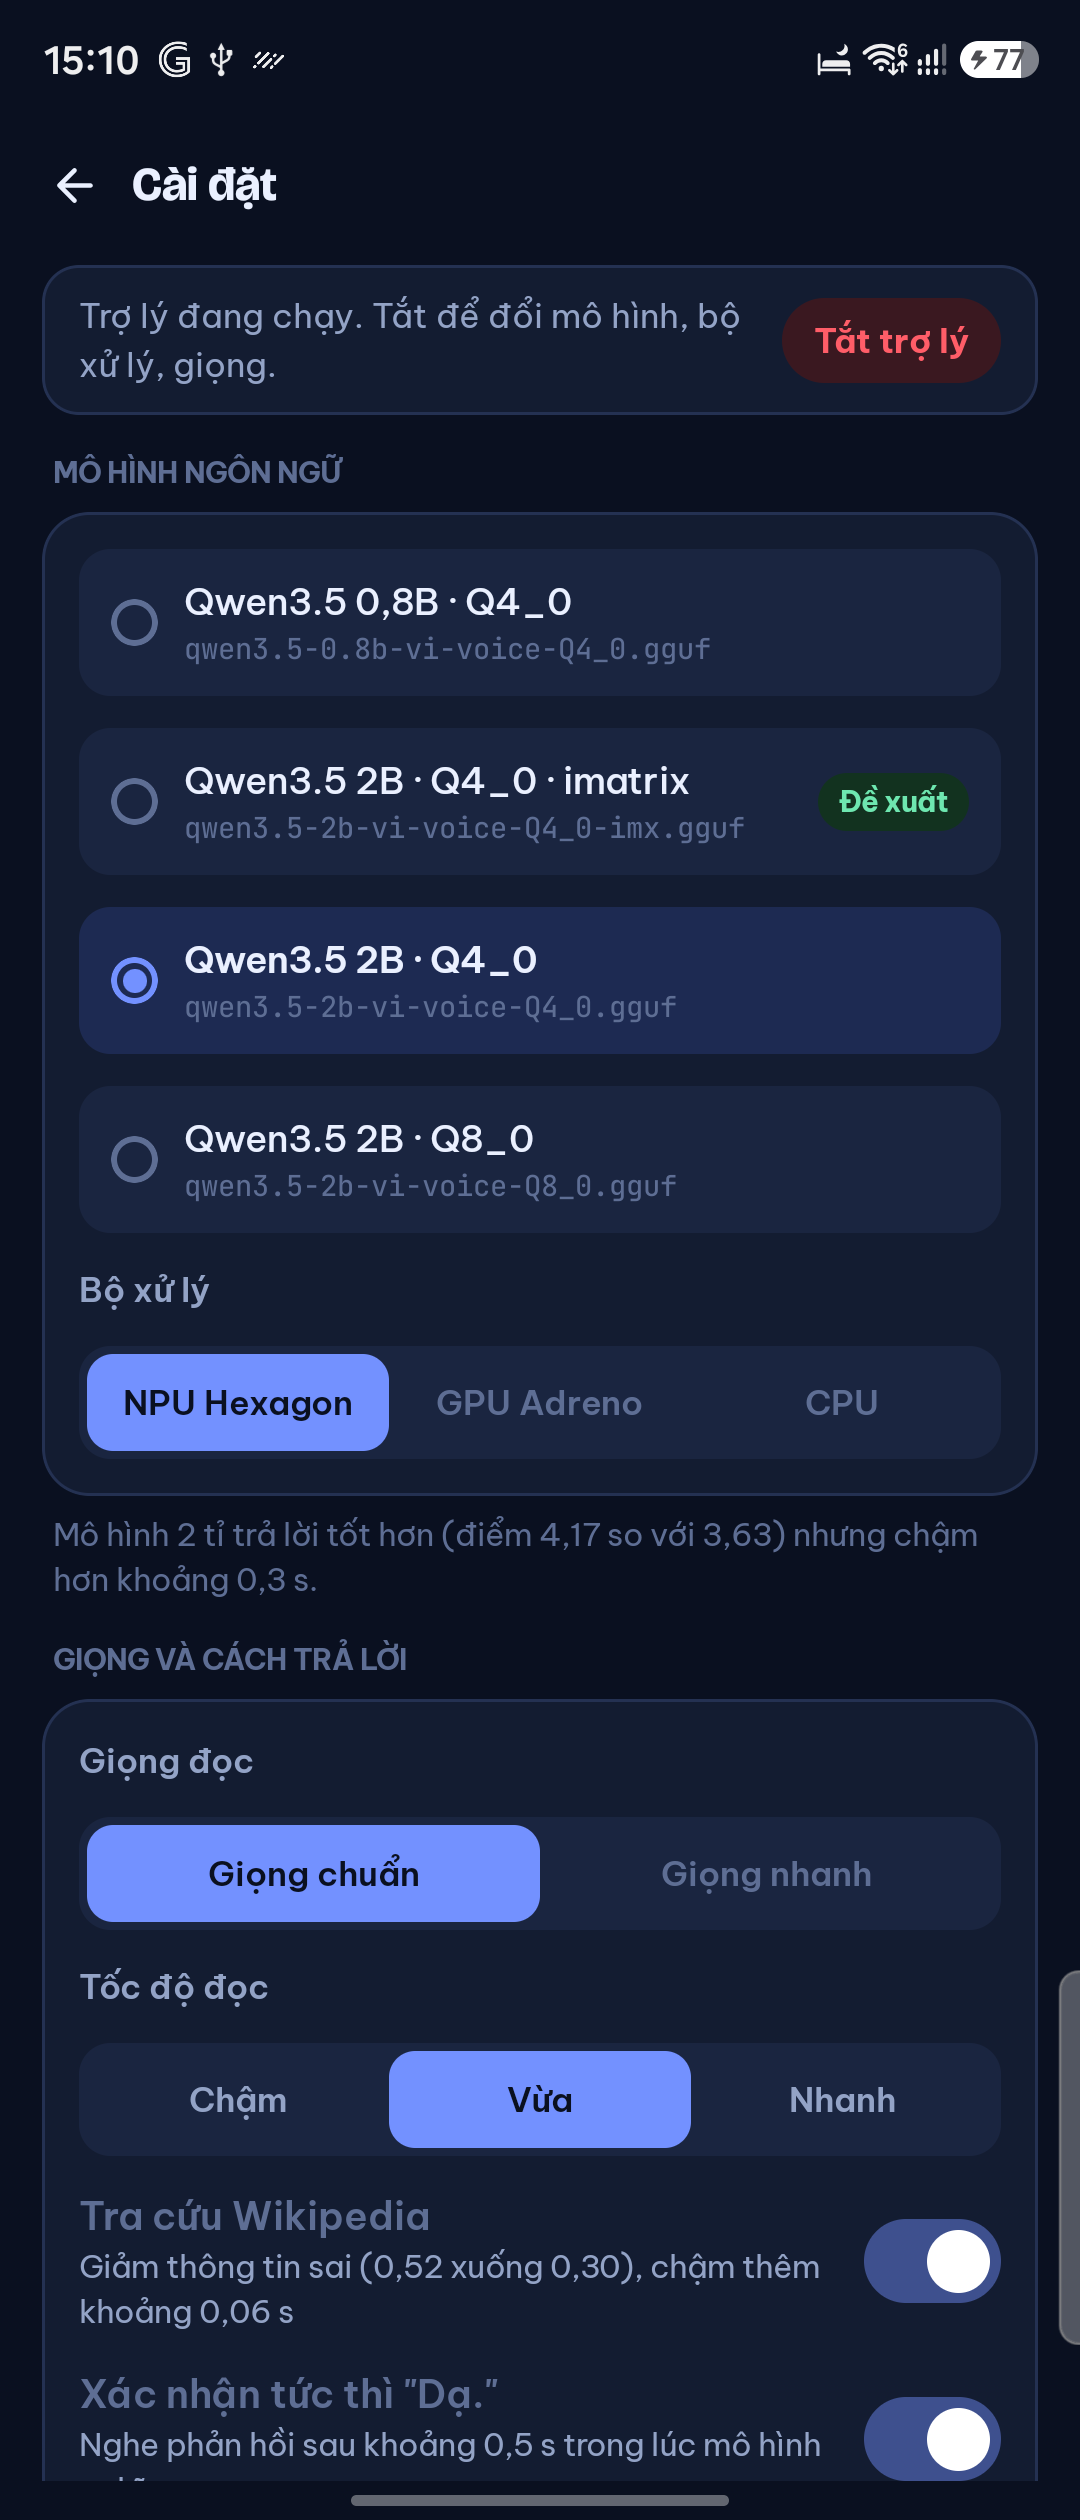 15:10
6
77
Cài đặt
Trợ lý đang chạy. Tắt để đổi mô hình, bộ
xử lý, giọng.
Tắt trợ lý
MÔ HÌNH NGÔN NGỮ
Qwen3.5 0,8B · Q4_0
qwen3.5-0.8b-vi-voice-Q4_0.gguf
Qwen3.5 2B · Q4_0 · imatrix
qwen3.5-2b-vi-voice-Q4_0-imx.gguf
Đề xuất
Qwen3.5 2B · Q4_0
qwen3.5-2b-vi-voice-Q4_0.gguf
Qwen3.5 2B · Q8_0
qwen3.5-2b-vi-voice-Q8_0.gguf
Bộ xử lý
NPU Hexagon
GPU Adreno
CPU
Mô hình 2 tỉ trả lời tốt hơn (điểm 4,17 so với 3,63) nhưng chậm
hơn khoảng 0,3 s.
GIỌNG VÀ CÁCH TRẢ LỜI
Giọng đọc
Giọng chuẩn
Giọng nhanh
Tốc độ đọc
Chậm
Vừa
Nhanh
Tra cứu Wikipedia
Giảm thông tin sai (0,52 xuống 0,30), chậm thêm
khoảng 0,06 s
Xác nhận tức thì "Dạ."
Nghe phản hồi sau khoảng 0,5 s trong lúc mô hình